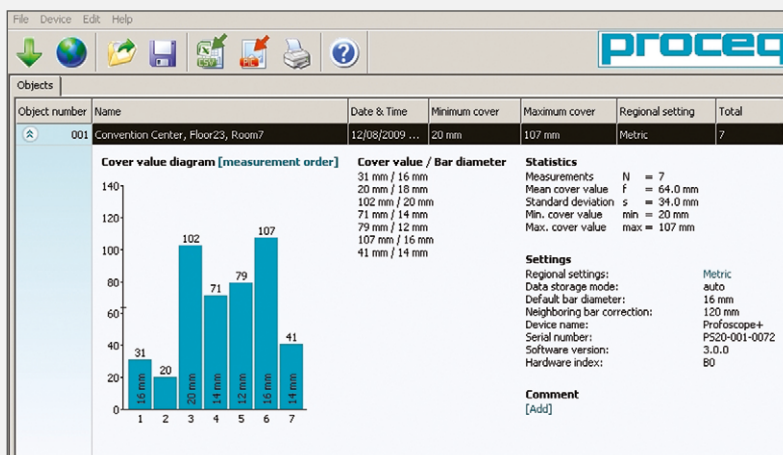 File Device Edit Help
CSV
PIC
proceq
Objects
Object number Name Date & Time Minimum cover Maximum cover Regional setting Total
001 Convention Center, Floor23, Room7 12/08/2009 ... 20 mm 107 mm Metric 7
Cover value diagram [measurement order]
140
120
100
80
60
40
20
0
31
20
102
71
79
107
41
16 mm
20 mm
14 mm
12 mm
16 mm
14 mm
1 2 3 4 5 6 7
Cover value / Bar diameter
31 mm / 16 mm
20 mm / 18 mm
102 mm / 20 mm
71 mm / 14 mm
79 mm / 12 mm
107 mm / 16 mm
41 mm / 14 mm
Statistics
Measurements N = 7
Mean cover value f = 64.0 mm
Standard deviation s = 34.0 mm
Min. cover value min = 20 mm
Max. cover value max = 107 mm
Settings
Regional settings: Metric
Data storage mode: auto
Default bar diameter: 16 mm
Neighboring bar correction: 120 mm
Device name: Profoscope+
Serial number: PS20-001-0072
Software version: 3.0.0
Hardware index: B0
Comment
[Add]